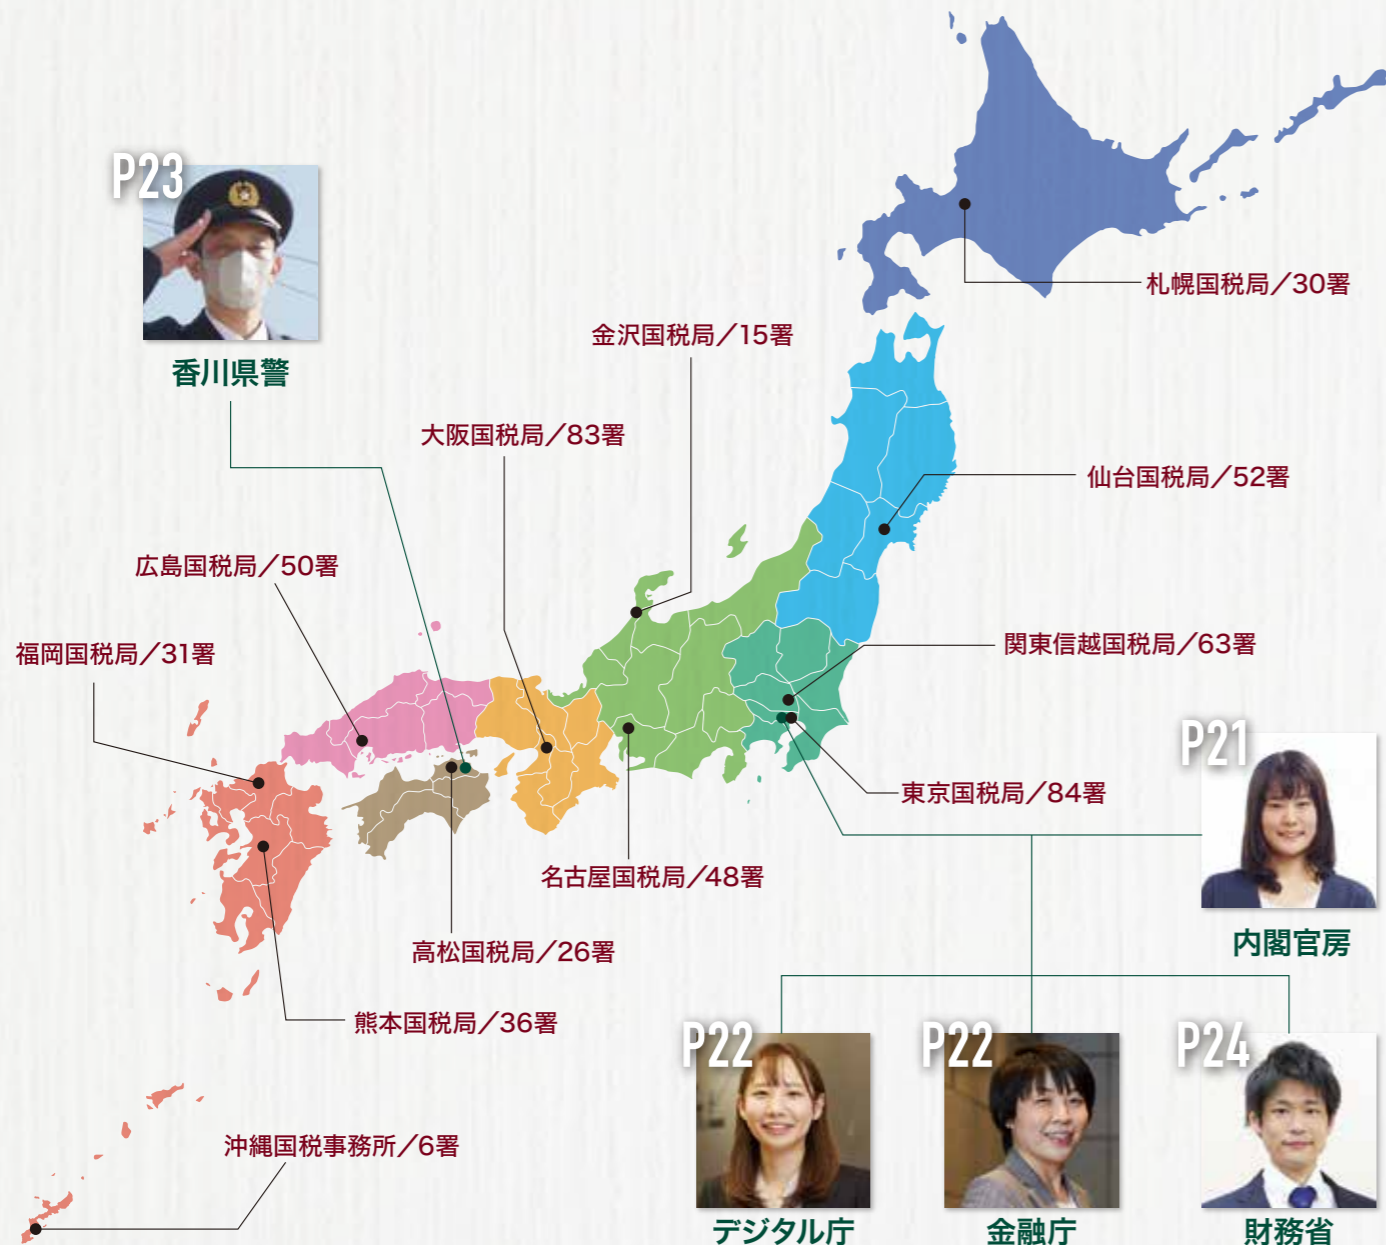 P23
香川県警
札幌国税局／30署
金沢国税局／15署
大阪国税局／83署
仙台国税局／52署
広島国税局／50署
福岡国税局／31署
関東信越国税局／63署
東京国税局／84署
P21
内閣官房
名古屋国税局／48署
高松国税局／26署
熊本国税局／36署
沖縄国税事務所／6署
P22
デジタル庁
P22
金融庁
P24
財務省